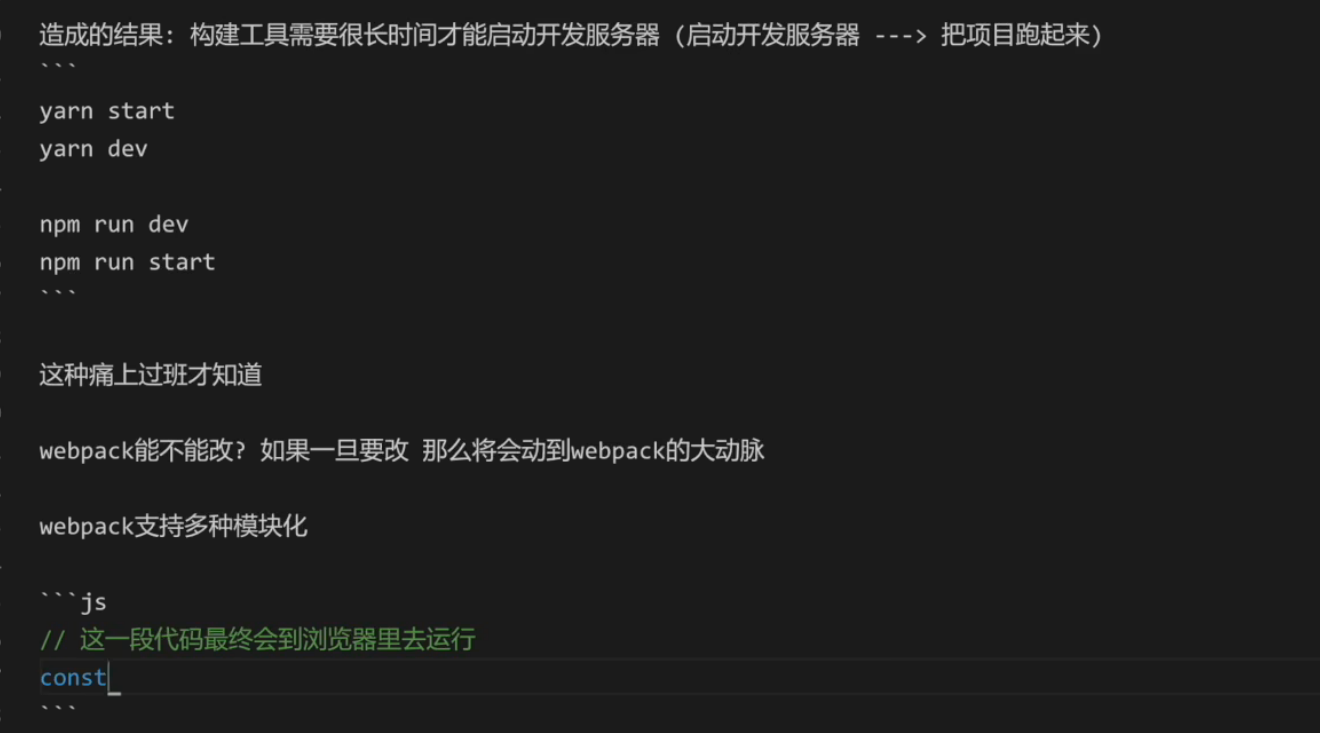 造成的结果: 构建工具需要很长时间才能启动开发服务器 (启动开发服务器 ---> 把项目跑起来)
```
yarn start
yarn dev
npm run dev
npm run start
```
这种痛上过班才知道
webpack能不能改? 如果一旦要改 那么将会动到webpack的大动脉
webpack支持多种模块化
```js
// 这一段代码最终会到浏览器里去运行
const
```